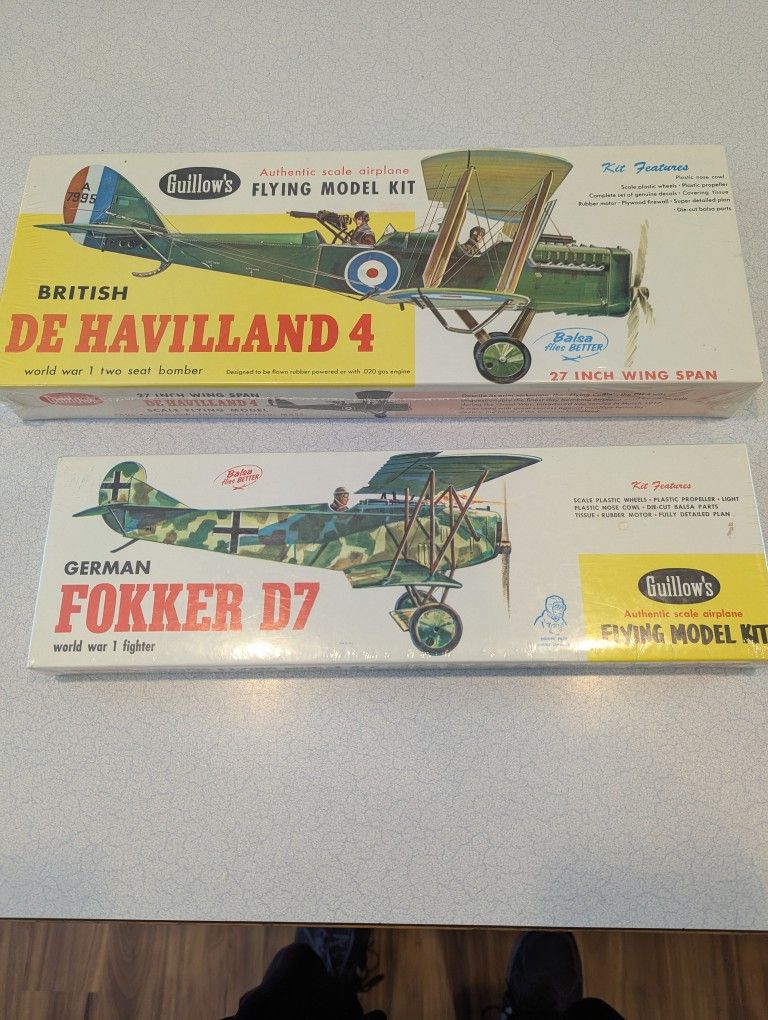 A
7995
Guillow's
Authentic scale airplane
FLYING MODEL KIT
Kit Features
Plastic nose cowl.
Scale plastic wheels • Plastic propeller
Complete set of genuine decals • Covering tissue
Rubber motor • Plywood firewall • Super detailed plan
• Die-cut balsa parts
BRITISH
DE HAVILLAND 4
world war 1 two seat bomber
Designed to be flown rubber powered or with .020 gas engine
Balsa
flies BETTER
27 INCH WING SPAN
Guillow's
27 INCH WING SPAN
DE HAVILLAND 4
SCALE FLYING MODEL
Balsa
flies BETTER
Kit Features
SCALE PLASTIC WHEELS • PLASTIC PROPELLER • LIGHT
PLASTIC NOSE COWL • DIE-CUT BALSA PARTS
TISSUE • RUBBER MOTOR • FULLY DETAILED PLAN
GERMAN
FOKKER D7
world war 1 fighter
Guillow's
Authentic scale airplane
FLYING MODEL KIT